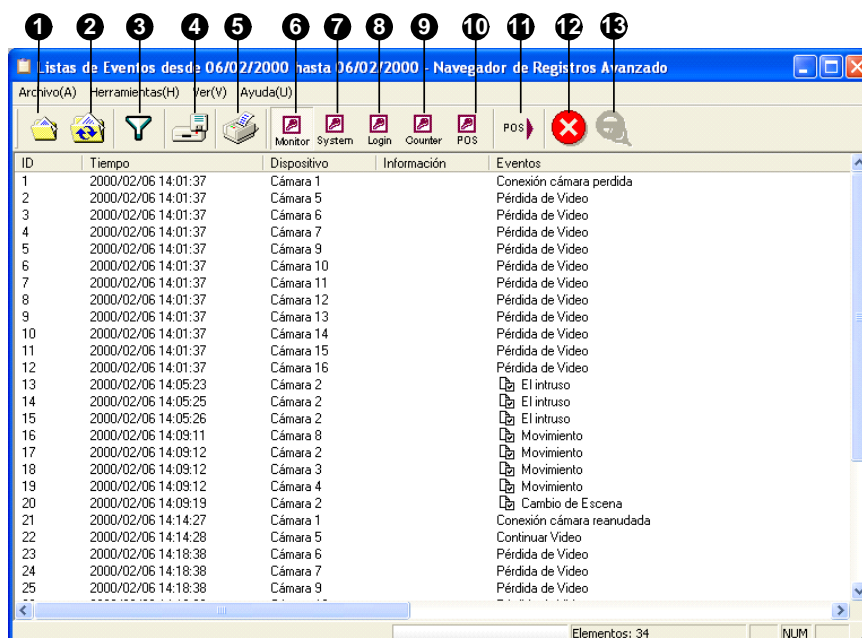 1 2 3 4 5 6 7 8 9 10 11 12 13
Listas de Eventos desde 06/02/2000 hasta 06/02/2000 - Navegador de Registros Avanzado
Archivo(A) Herramientas(H) Ver(V) Ayuda(U)
Monitor System Login Counter POS POS
ID Tiempo Dispositivo Información Eventos
1 2000/02/06 14:01:37 Cámara 1 Conexión cámara perdida
2 2000/02/06 14:01:37 Cámara 5 Pérdida de Video
3 2000/02/06 14:01:37 Cámara 6 Pérdida de Video
4 2000/02/06 14:01:37 Cámara 7 Pérdida de Video
5 2000/02/06 14:01:37 Cámara 9 Pérdida de Video
6 2000/02/06 14:01:37 Cámara 10 Pérdida de Video
7 2000/02/06 14:01:37 Cámara 11 Pérdida de Video
8 2000/02/06 14:01:37 Cámara 12 Pérdida de Video
9 2000/02/06 14:01:37 Cámara 13 Pérdida de Video
10 2000/02/06 14:01:37 Cámara 14 Pérdida de Video
11 2000/02/06 14:01:37 Cámara 15 Pérdida de Video
12 2000/02/06 14:01:37 Cámara 16 Pérdida de Video
13 2000/02/06 14:05:23 Cámara 2 El intruso
14 2000/02/06 14:05:25 Cámara 2 El intruso
15 2000/02/06 14:05:26 Cámara 2 El intruso
16 2000/02/06 14:09:11 Cámara 8 Movimiento
17 2000/02/06 14:09:12 Cámara 2 Movimiento
18 2000/02/06 14:09:12 Cámara 3 Movimiento
19 2000/02/06 14:09:12 Cámara 4 Movimiento
20 2000/02/06 14:09:19 Cámara 2 Cambio de Escena
21 2000/02/06 14:14:27 Cámara 1 Conexión cámara reanudada
22 2000/02/06 14:14:28 Cámara 5 Continuar Video
23 2000/02/06 14:18:38 Cámara 6 Pérdida de Video
24 2000/02/06 14:18:38 Cámara 7 Pérdida de Video
25 2000/02/06 14:18:38 Cámara 9 Pérdida de Video
Elementos: 34 NUM